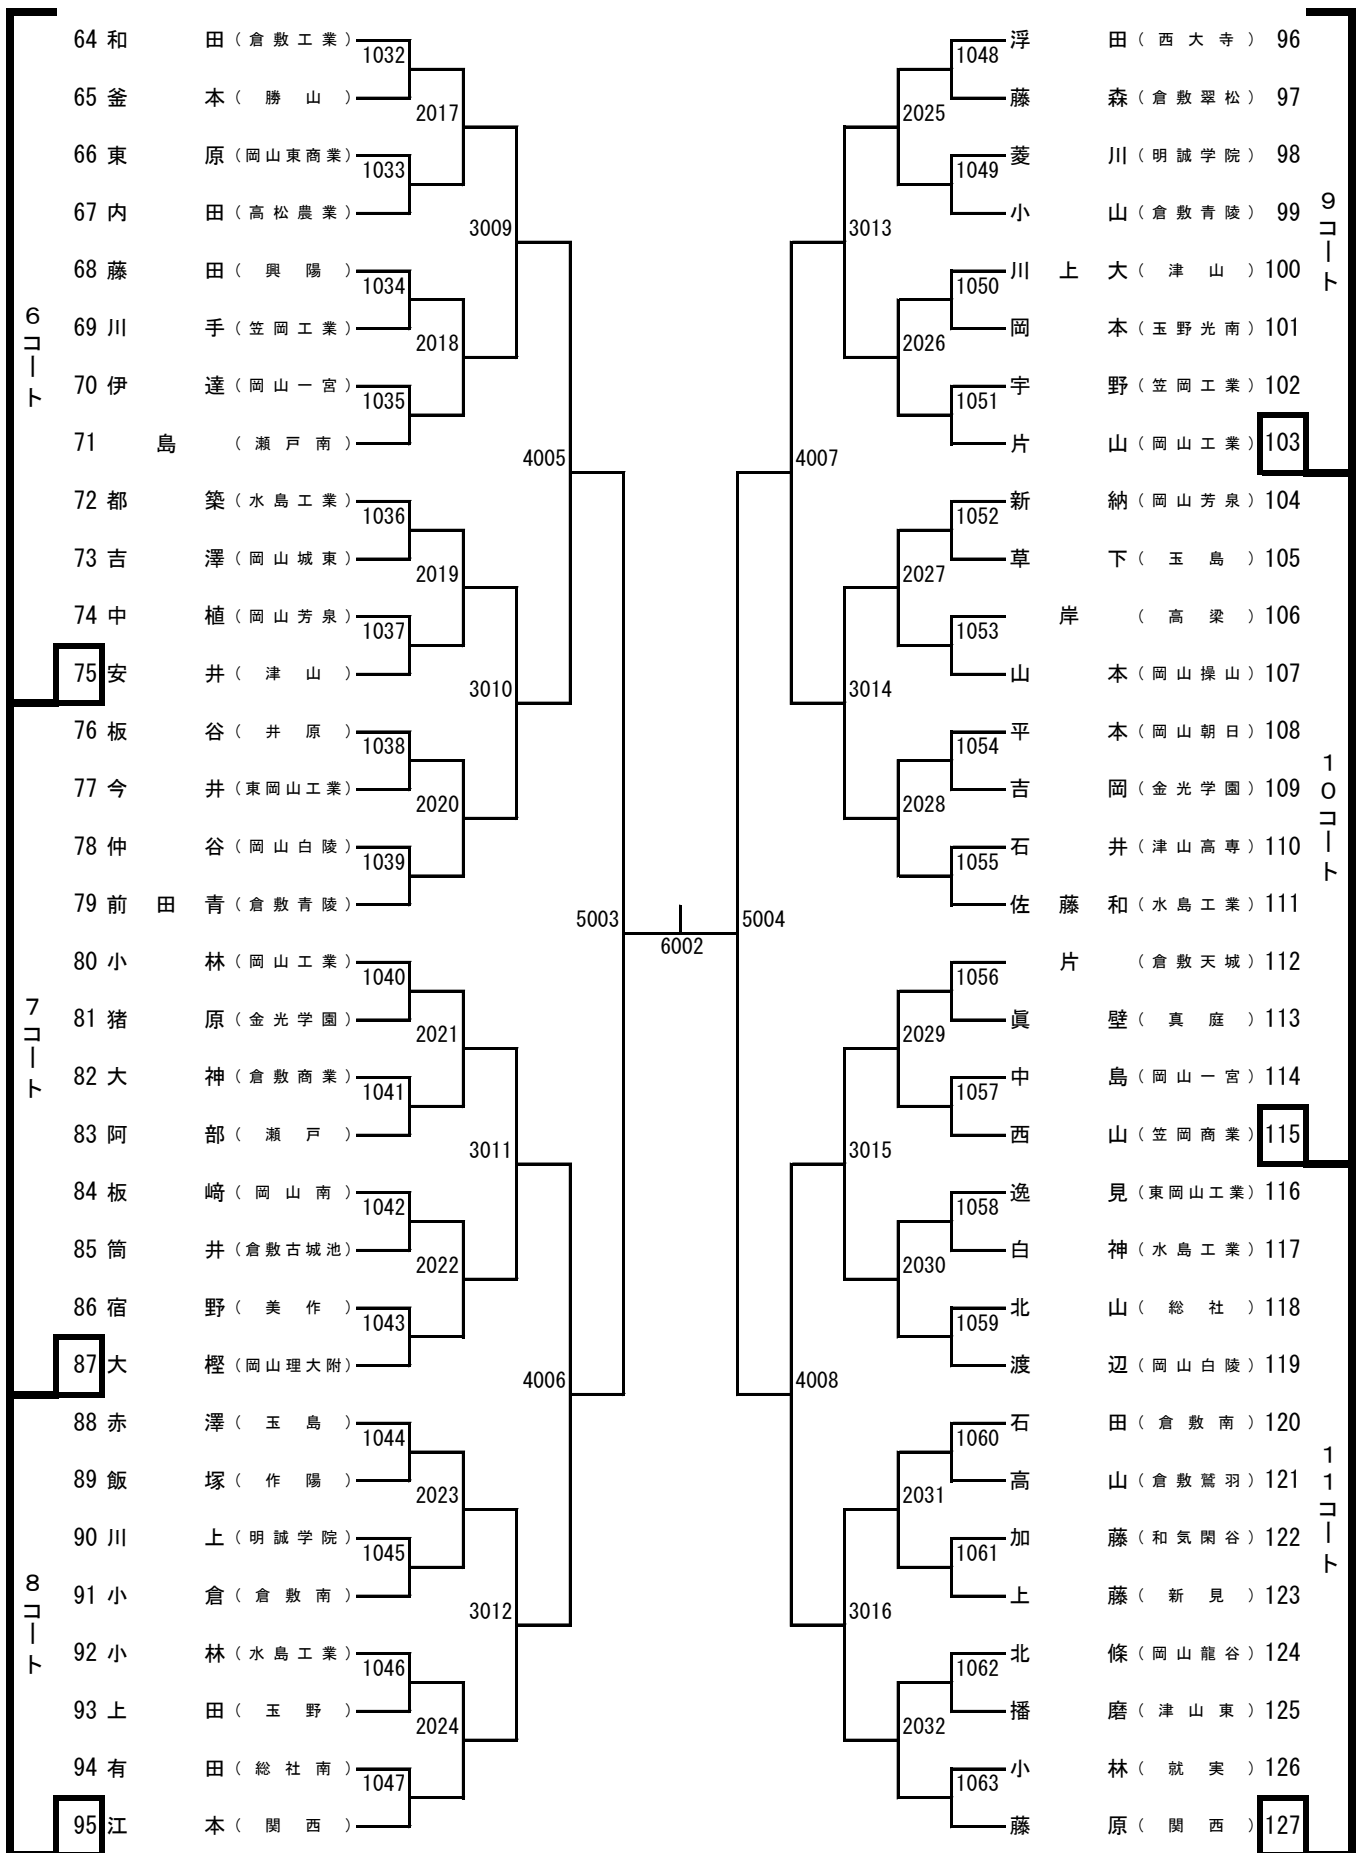 64 和田（倉敷工業）
1032
65 釜本（勝山）
2017
66 東原（岡山東商業）
1033
67 内田（高松農業）
3009
68 藤田（興陽）
1034
69 川手（笠岡工業）
2018
70 伊達（岡山一宮）
1035
71 島（瀬戸南）
4005
72 都築（水島工業）
1036
73 吉澤（岡山城東）
2019
74 中植（岡山芳泉）
1037
75 安井（津山）
3010
6コート
76 板谷（井原）
1038
77 今井（東岡山工業）
2020
78 仲谷（岡山白陵）
1039
79 前田青（倉敷青陵）
5003
80 小林（岡山工業）
1040
81 猪原（金光学園）
2021
82 大神（倉敷商業）
1041
83 阿部（瀬戸）
3011
84 板﨑（岡山南）
1042
85 筒井（倉敷古城池）
2022
86 宿野（美作）
1043
87 大樫（岡山理大附）
4006
7コート
88 赤澤（玉島）
1044
89 飯塚（作陽）
2023
90 川上（明誠学院）
1045
91 小倉（倉敷南）
3012
92 小林（水島工業）
1046
93 上田（玉野）
2024
94 有田（総社南）
1047
95 江本（関西）
8コート
6002
浮田（西大寺） 96
1048
藤森（倉敷翠松） 97
2025
菱川（明誠学院） 98
1049
小山（倉敷青陵） 99
3013
川上大（津山） 100
1050
岡本（玉野光南） 101
2026
宇野（笠岡工業） 102
1051
片山（岡山工業） 103
4007
9コート
新納（岡山芳泉） 104
1052
草下（玉島） 105
2027
岸（高梁） 106
1053
山本（岡山操山） 107
3014
平本（岡山朝日） 108
1054
吉岡（金光学園） 109
2028
石井（津山高専） 110
1055
佐藤和（水島工業） 111
5004
片（倉敷天城） 112
1056
眞壁（真庭） 113
2029
中島（岡山一宮） 114
1057
西山（笠岡商業） 115
3015
10コート
逸見（東岡山工業） 116
1058
白神（水島工業） 117
2030
北山（総社） 118
1059
渡辺（岡山白陵） 119
4008
石田（倉敷南） 120
1060
高山（倉敷鷲羽） 121
2031
加藤（和気閑谷） 122
1061
上藤（新見） 123
3016
北條（岡山龍谷） 124
1062
播磨（津山東） 125
2032
小林（就実） 126
1063
藤原（関西） 127
11コート